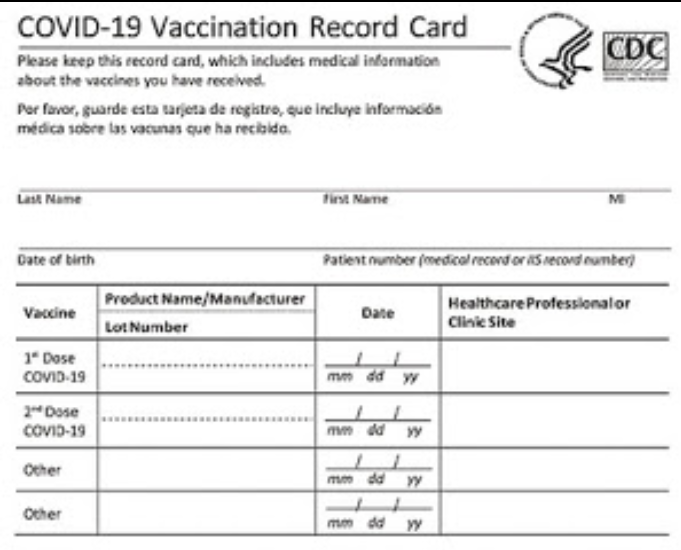 COVID-19 Vaccination Record Card
Please keep this record card, which includes medical information
about the vaccines you have received.
Por favor, guarde esta tarjeta de registro, que incluye información
médica sobre las vacunas que ha recibido.
CDC
Last Name First Name MI
Date of birth Patient number (medical record or IIS record number)
Vaccine
Product Name/Manufacturer
Lot Number
Date
Healthcare Professional or
Clinic Site
1st Dose
COVID-19
/ /
mm dd yy
2nd Dose
COVID-19
/ /
mm dd yy
Other
/ /
mm dd yy
Other
/ /
mm dd yy